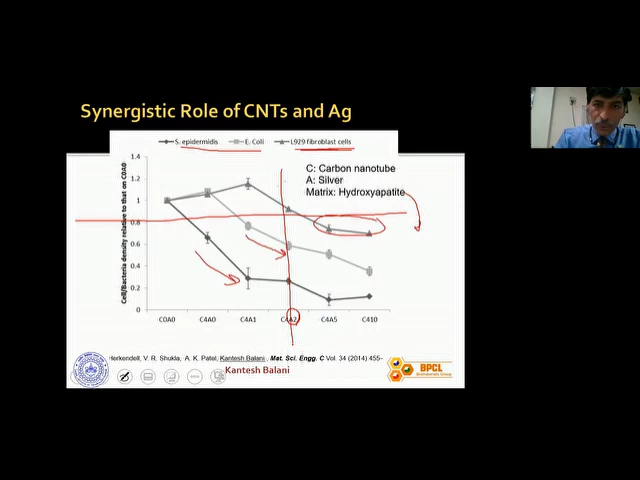 Synergistic Role of CNTs and Ag
S. epidermidis E. Coli L929 fibroblast cells
Cell/Bacteria density relative to that on C0A0
1.4
1.2
1
0.8
0.6
0.4
0.2
0
C0A0 C4A0 C4A1 C4A2 C4A5 C410
C: Carbon nanotube
A: Silver
Matrix: Hydroxyapatite
Herkendell, V. R. Shukla, A. K. Patel, Kantesh Balani, Mat. Sci. Engg. C Vol. 34 (2014) 455-
Kantesh Balani
BPCL